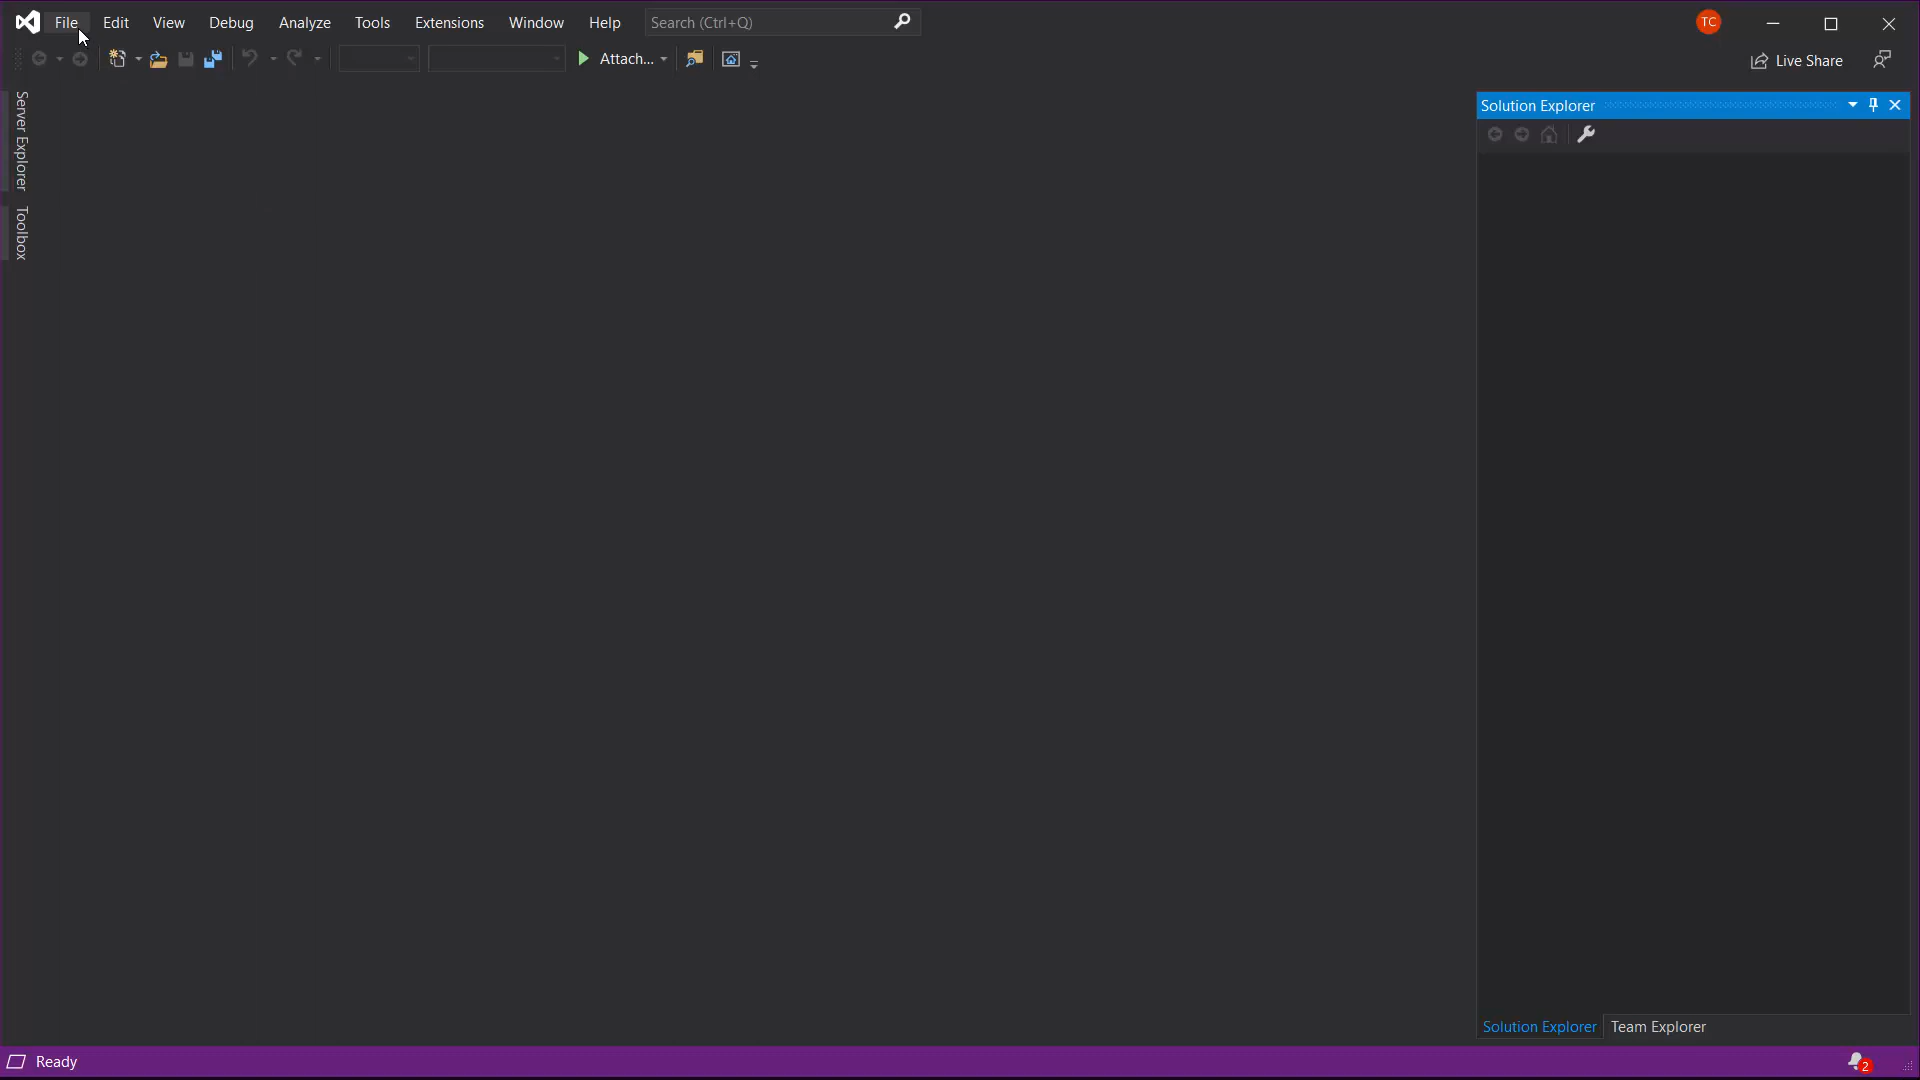 File Edit View Debug Analyze Tools Extensions Window Help Search (Ctrl+Q) TC
Attach... Live Share
Server Explorer
Toolbox
Solution Explorer
Solution Explorer Team Explorer
Ready 2